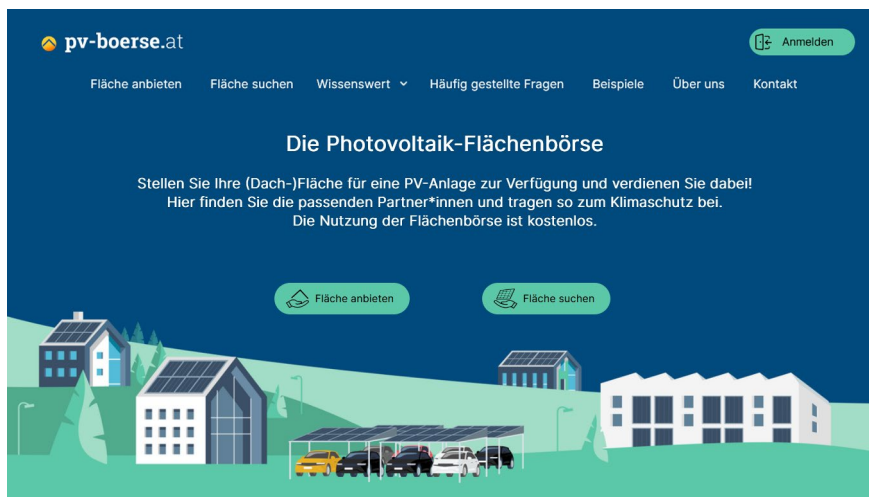 pv-boerse.at
Anmelden
Fläche anbieten Fläche suchen Wissenswert Häufig gestellte Fragen Beispiele Über uns Kontakt
Die Photovoltaik-Flächenbörse
Stellen Sie Ihre (Dach-)Fläche für eine PV-Anlage zur Verfügung und verdienen Sie dabei!
Hier finden Sie die passenden Partner*innen und tragen so zum Klimaschutz bei.
Die Nutzung der Flächenbörse ist kostenlos.
Fläche anbieten Fläche suchen